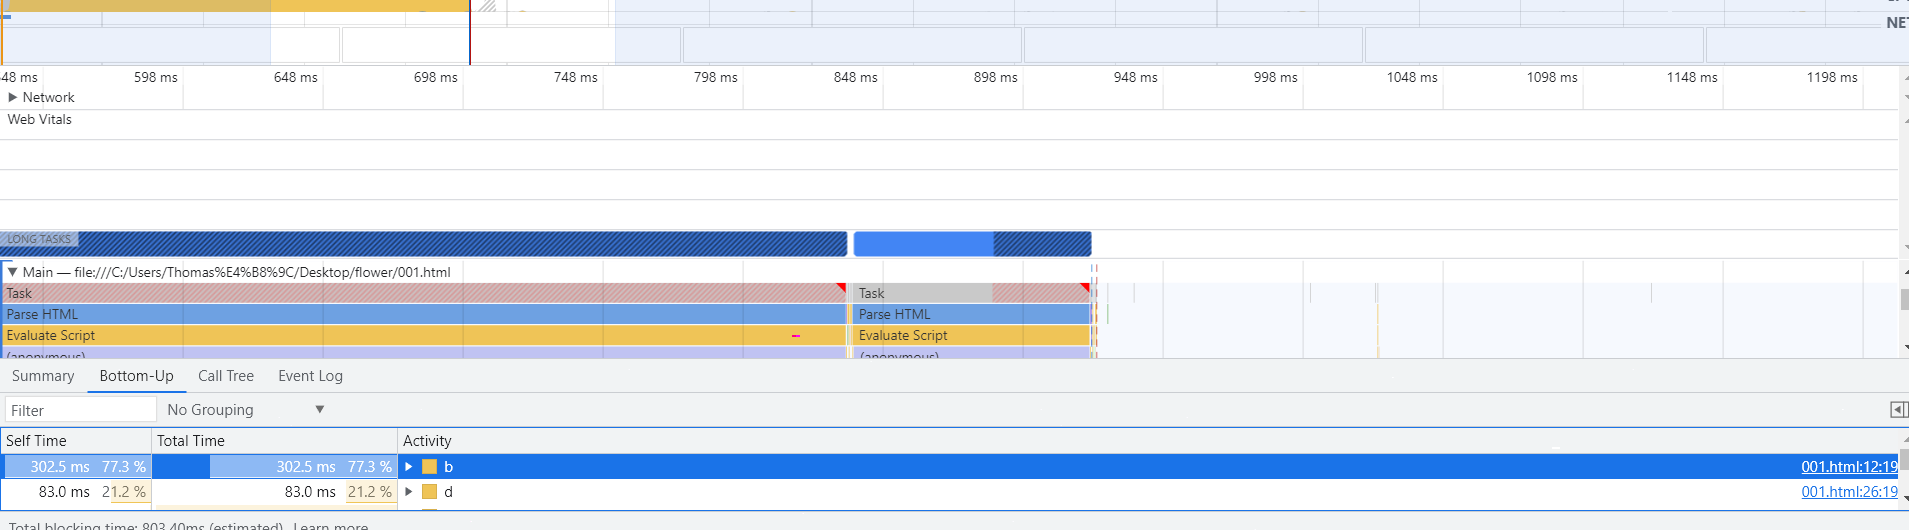 NET
48 ms 598 ms 648 ms 698 ms 748 ms 798 ms 848 ms 898 ms 948 ms 998 ms 1048 ms 1098 ms 1148 ms 1198 ms
Network
Web Vitals
LONG TASKS
Main — file:///C:/Users/Thomas%E4%B8%9C/Desktop/flower/001.html
Task Task
Parse HTML Parse HTML
Evaluate Script Evaluate Script
(anonymous) (anonymous)
Summary Bottom-Up Call Tree Event Log
Filter No Grouping
Self Time Total Time Activity
302.5 ms 77.3 % 302.5 ms 77.3 % b 001.html:12:19
83.0 ms 21.2 % 83.0 ms 21.2 % d 001.html:26:19
Total blocking time: 803.40ms (estimated) Learn more